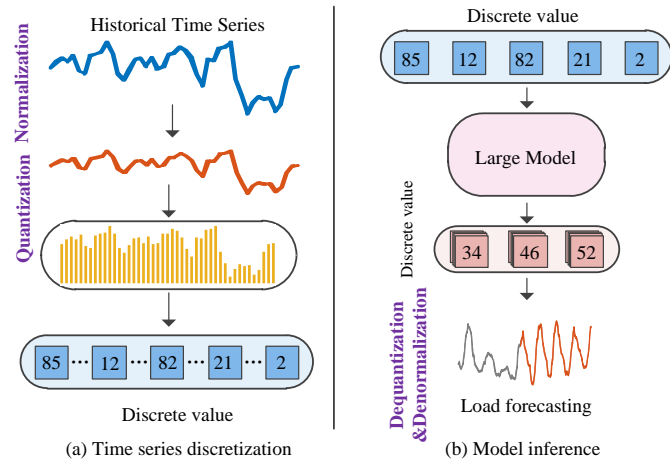 Historical Time Series
Normalization
Quantization
85 ··· 12 ··· 82 ··· 21 ··· 2
Discrete value
(a) Time series discretization
Discrete value
85 12 82 21 2
Large Model
Discrete value
34 46 52
Dequantization
&Denormalization
Load forecasting
(b) Model inference